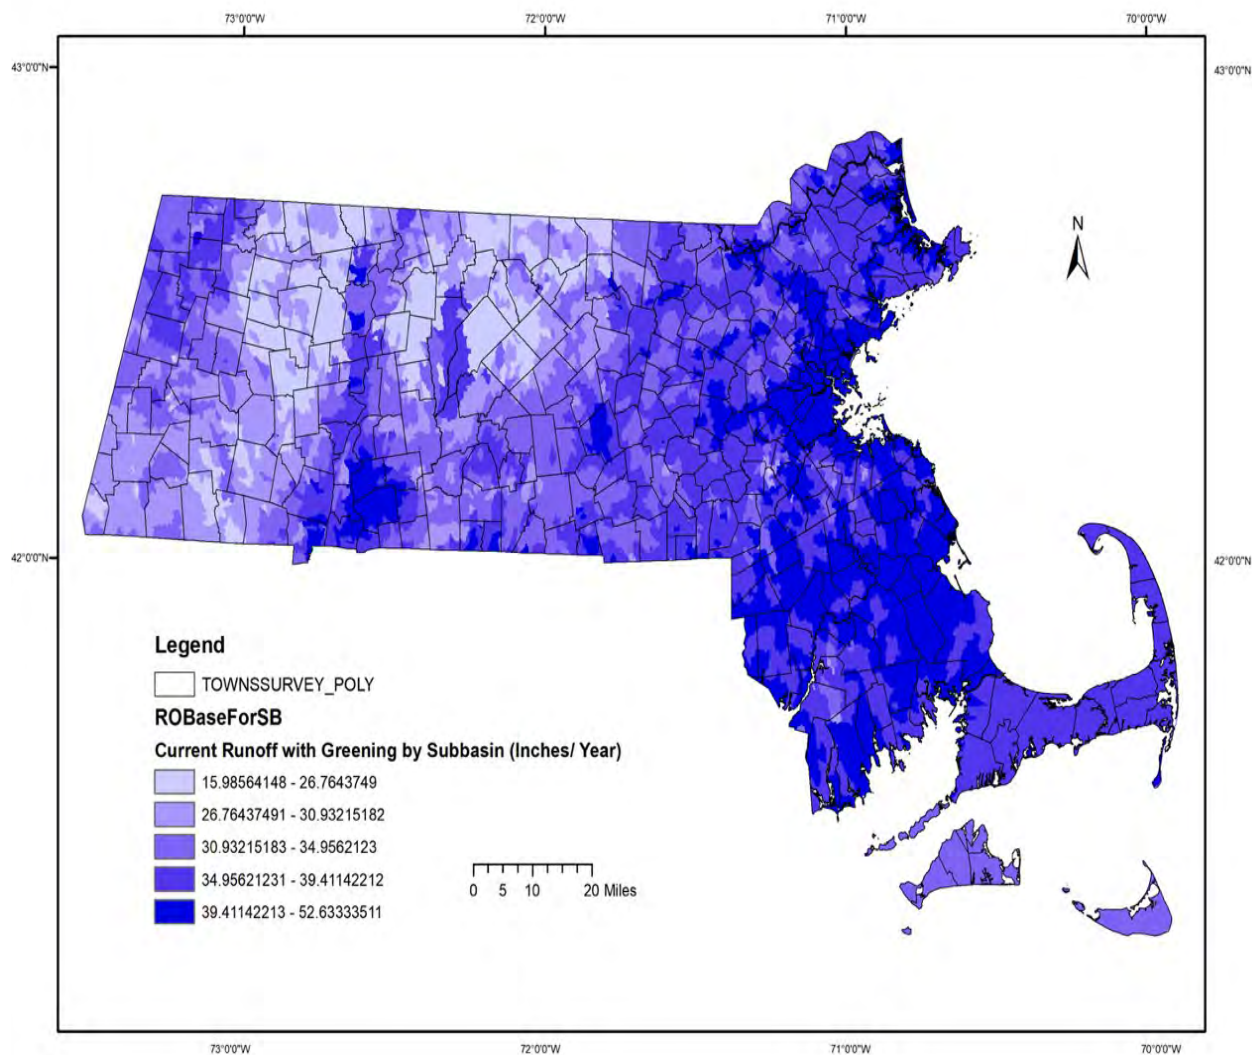 73°0'0"W 72°0'0"W 71°0'0"W 70°0'0"W
43°0'0"N 43°0'0"N
N
42°0'0"N 42°0'0"N
Legend
TOWNSSURVEY_POLY
ROBaseForSB
Current Runoff with Greening by Subbasin (Inches/ Year)
15.98564148 - 26.7643749
26.76437491 - 30.93215182
30.93215183 - 34.9562123
34.95621231 - 39.41142212
39.41142213 - 52.63333511
0 5 10 20 Miles
73°0'0"W 72°0'0"W 71°0'0"W 70°0'0"W